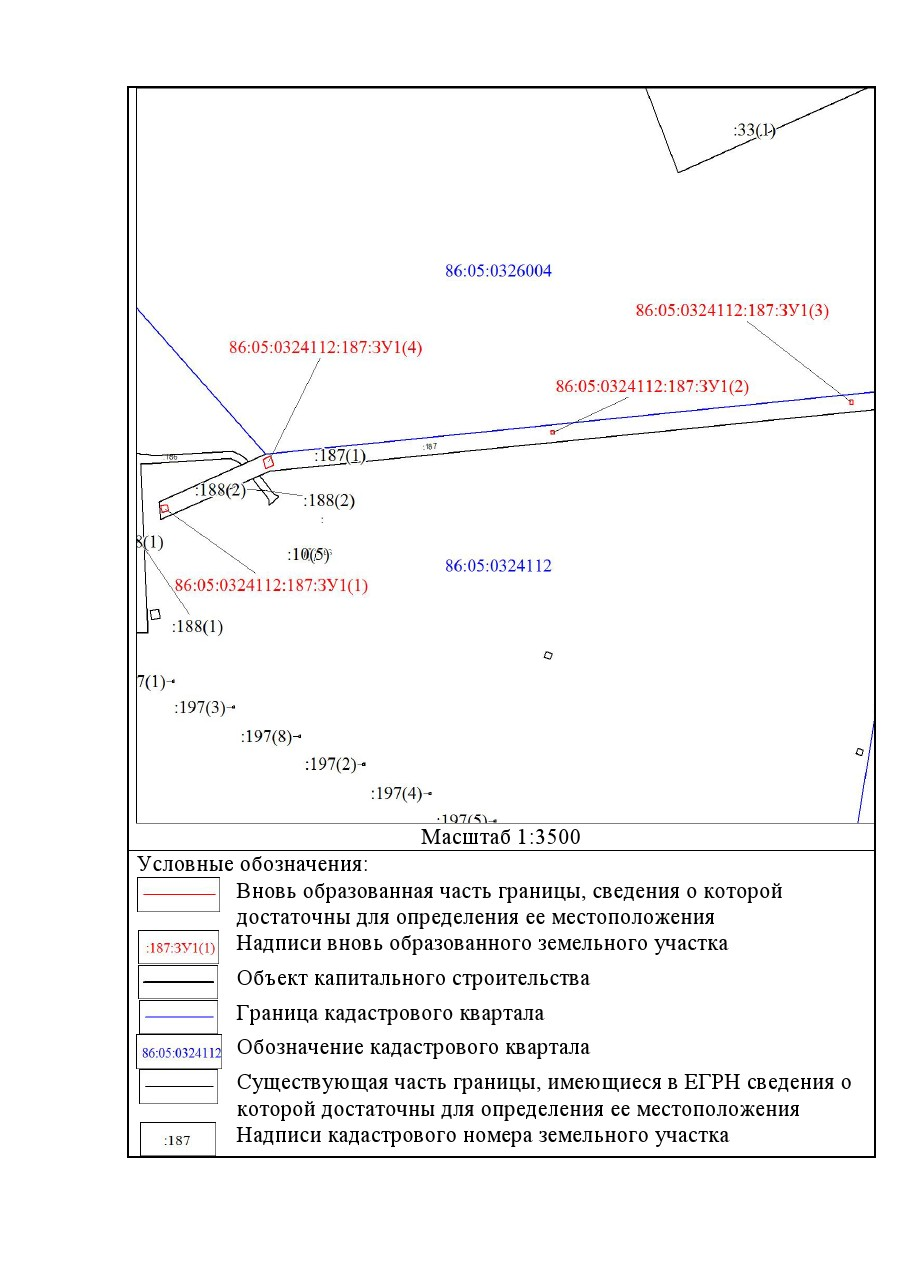 :33(1)
86:05:0326004
86:05:0324112:187:ЗУ1(3)
86:05:0324112:187:ЗУ1(4)
86:05:0324112:187:ЗУ1(2)
:187
:187(1)
:186
:188(2)
:188(2)
:
8(1)
:10(5)
86:05:0324112
86:05:0324112:187:ЗУ1(1)
:188(1)
7(1)
:197(3)
:197(8)
:197(2)
:197(4)
:197(5)
Масштаб 1:3500
Условные обозначения:
Вновь образованная часть границы, сведения о которой
достаточны для определения ее местоположения
:187:ЗУ1(1) Надписи вновь образованного земельного участка
Объект капитального строительства
Граница кадастрового квартала
86:05:0324112 Обозначение кадастрового квартала
Существующая часть границы, имеющиеся в ЕГРН сведения о
которой достаточны для определения ее местоположения
:187 Надписи кадастрового номера земельного участка